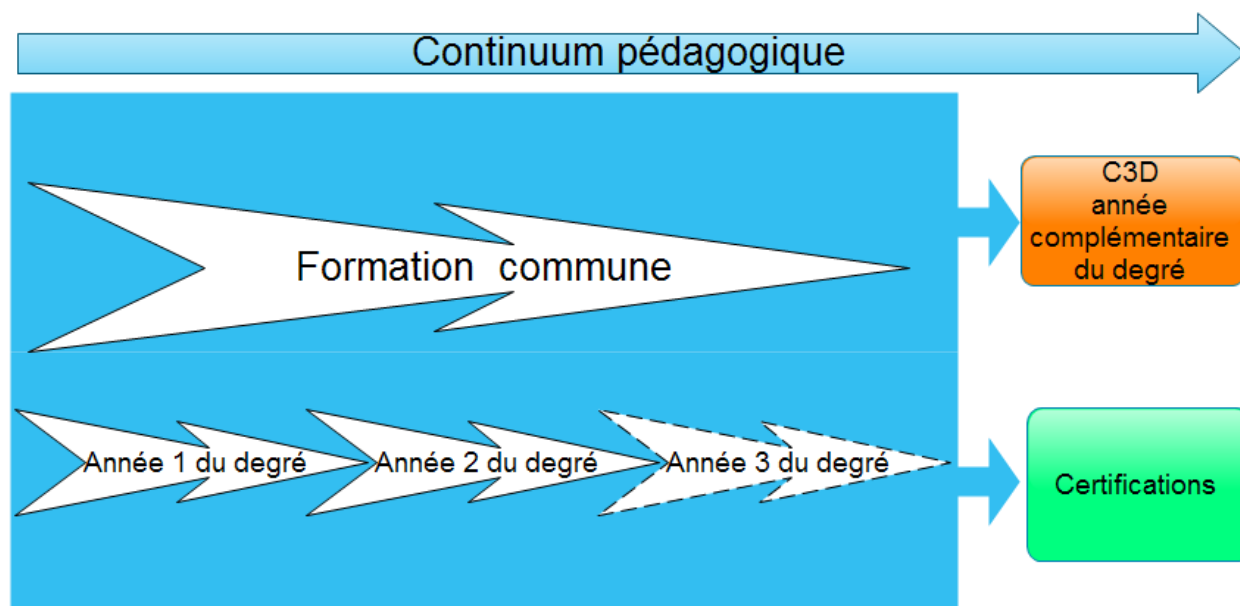 Continuum pédagogique
C3D
année
complémentaire
du degré
Formation commune
Année 1 du degré
Année 2 du degré
Année 3 du degré
Certifications